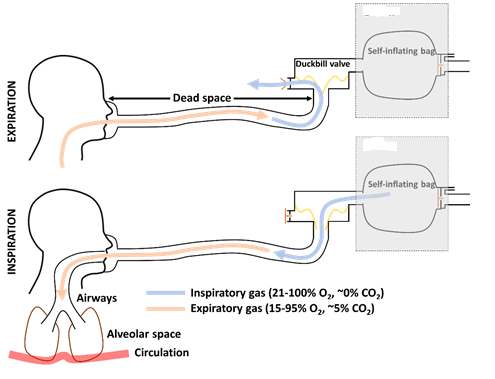 Duckbill valve
Self-inflating bag
Dead space
EXPIRATION
Self-inflating bag
INSPIRATION
Airways
Inspiratory gas (21-100% O₂, ~0% CO₂)
Expiratory gas (15-95% O₂, ~5% CO₂)
Alveolar space
Circulation